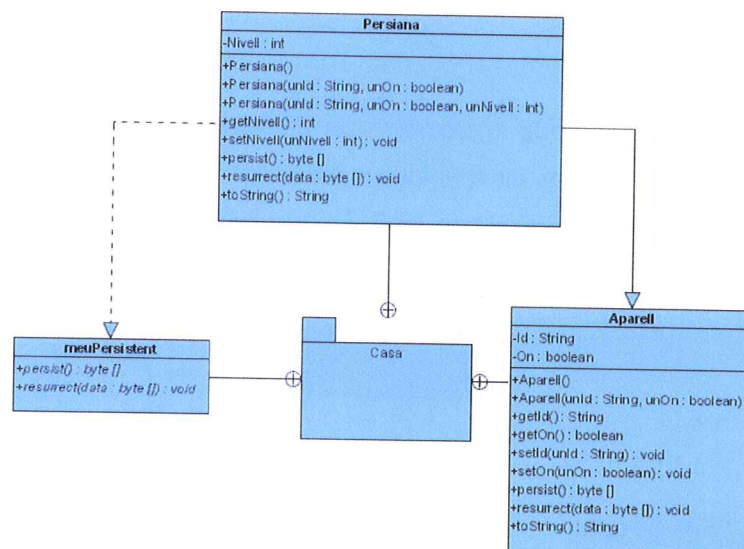 Persiana
-Nivell : int
+Persiana()
+Persiana(unId : String, unOn : boolean)
+Persiana(unId : String, unOn : boolean, unNivell : int)
+getNivell() : int
+setNivell(unNivell : int) : void
+persist() : byte []
+resurrect(data : byte []) : void
+toString() : String
meuPersistent
+persist() : byte []
+resurrect(data : byte []) : void
Casa
Aparell
-Id : String
-On : boolean
+Aparell()
+Aparell(unId : String, unOn : boolean)
+getId() : String
+getOn() : boolean
+setId(unId : String) : void
+setOn(unOn : boolean) : void
+persist() : byte []
+resurrect(data : byte []) : void
+toString() : String